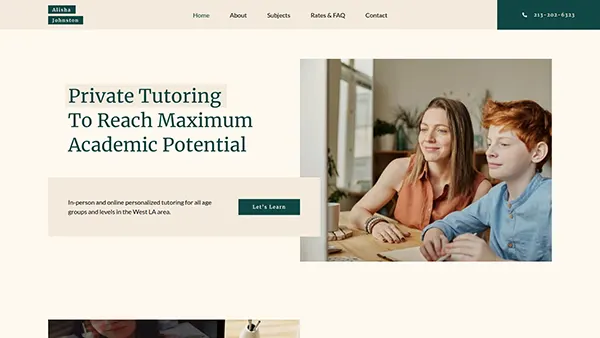 Alisha
Johnston
Home
About
Subjects
Rates & FAQ
Contact
213-202-6323
Private Tutoring
To Reach Maximum
Academic Potential
In-person and online personalized tutoring for all age
groups and levels in the West LA area.
Let's Learn